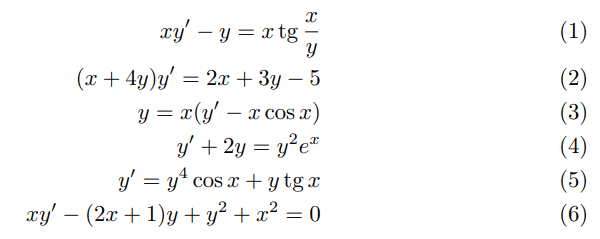 xy′ − y = x tg x/y (1)
(x + 4y)y′ = 2x + 3y − 5 (2)
y = x(y′ − x cos x) (3)
y′ + 2y = y²eˣ (4)
y′ = y⁴ cos x + y tg x (5)
xy′ − (2x + 1)y + y² + x² = 0 (6)